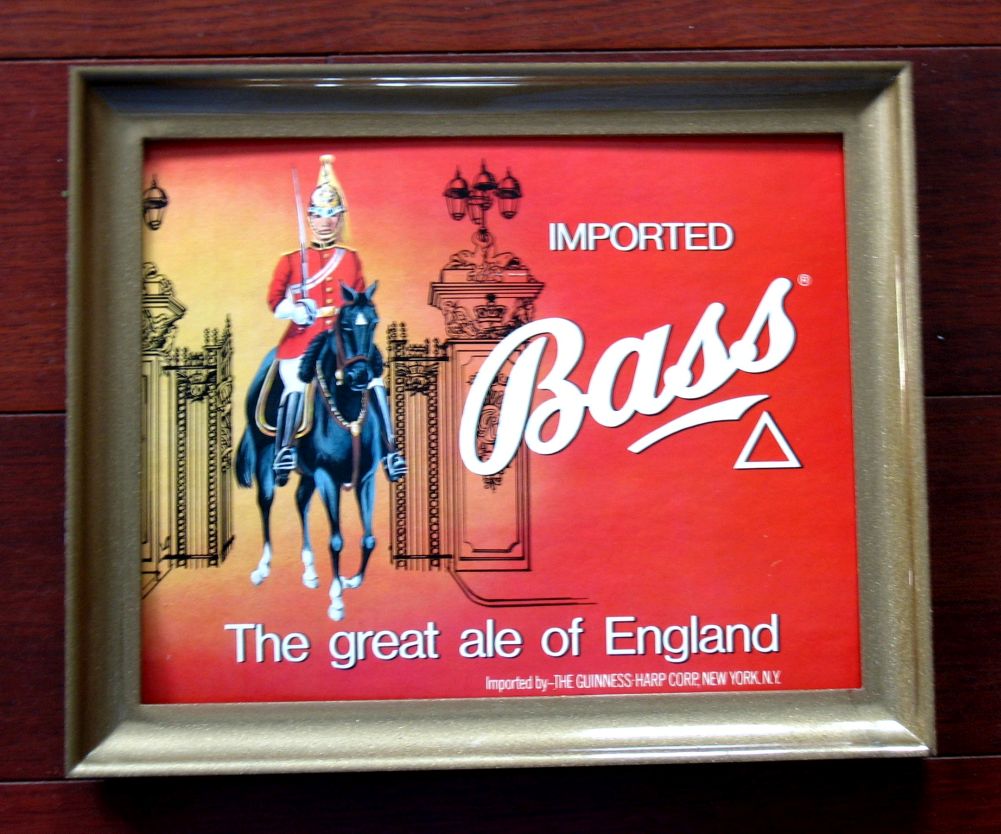 IMPORTED
Bass®
The great ale of England
Imported by-THE GUINNESS-HARP CORP., NEW YORK, N.Y.